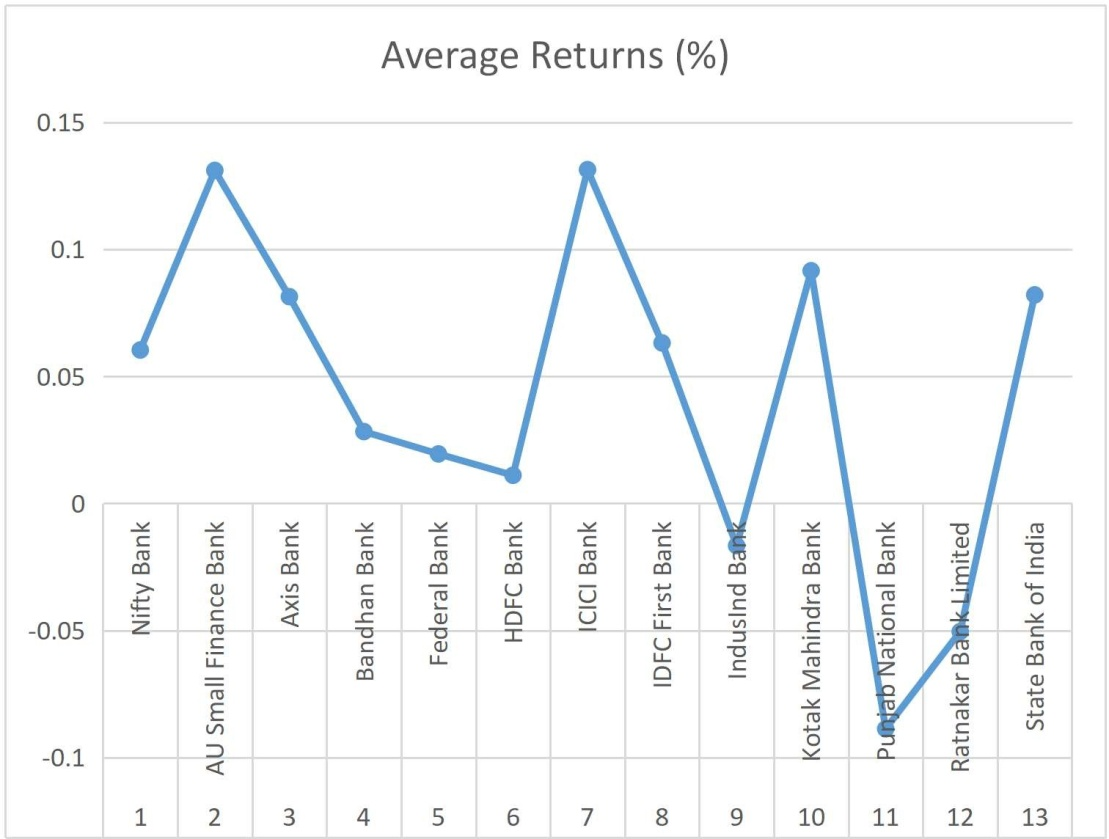 Average Returns (%)
0.15
0.1
0.05
0
-0.05
-0.1
Nifty Bank
AU Small Finance Bank
Axis Bank
Bandhan Bank
Federal Bank
HDFC Bank
ICICI Bank
IDFC First Bank
IndusInd Bank
Kotak Mahindra Bank
Punjab National Bank
Ratnakar Bank Limited
State Bank of India
1 2 3 4 5 6 7 8 9 10 11 12 13